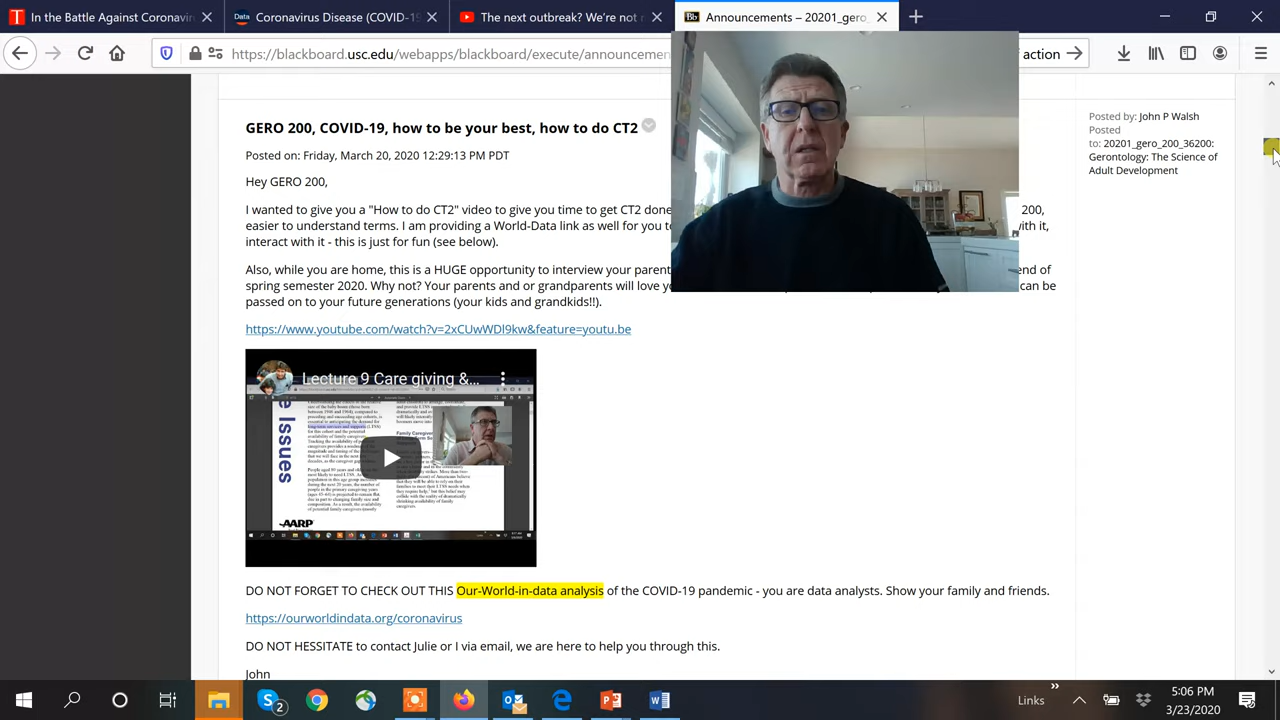 In the Battle Against Coronavir
Coronavirus Disease (COVID-19
The next outbreak? We're not r
Announcements – 20201_gero_
https://blackboard.usc.edu/webapps/blackboard/execute/announcemen
action
GERO 200, COVID-19, how to be your best, how to do CT2
Posted on: Friday, March 20, 2020 12:29:13 PM PDT
Hey GERO 200,
I wanted to give you a "How to do CT2" video to give you time to get CT2 done 200,
easier to understand terms. I am providing a World-Data link as well for you to with it,
interact with it - this is just for fun (see below).
Also, while you are home, this is a HUGE opportunity to interview your parent end of
spring semester 2020. Why not? Your parents and or grandparents will love yo can be
passed on to your future generations (your kids and grandkids!!).
https://www.youtube.com/watch?v=2xCUwWDl9kw&feature=youtu.be
Lecture 9 Care giving &...
e Issues
AARP
DO NOT FORGET TO CHECK OUT THIS Our-World-in-data analysis of the COVID-19 pandemic - you are data analysts. Show your family and friends.
https://ourworldindata.org/coronavirus
DO NOT HESSITATE to contact Julie or I via email, we are here to help you through this.
John
Posted by: John P Walsh
Posted
to: 20201_gero_200_36200:
Gerontology: The Science of
Adult Development
Links
5:06 PM
3/23/2020